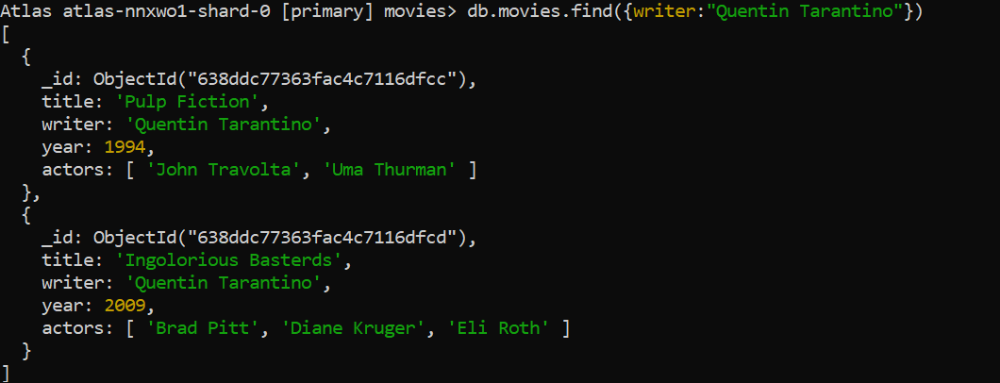 Atlas atlas-nnxwo1-shard-0 [primary] movies> db.movies.find({writer:"Quentin Tarantino"})
[
  {
    _id: ObjectId("638ddc77363fac4c7116dfcc"),
    title: 'Pulp Fiction',
    writer: 'Quentin Tarantino',
    year: 1994,
    actors: [ 'John Travolta', 'Uma Thurman' ]
  },
  {
    _id: ObjectId("638ddc77363fac4c7116dfcd"),
    title: 'Ingolorious Basterds',
    writer: 'Quentin Tarantino',
    year: 2009,
    actors: [ 'Brad Pitt', 'Diane Kruger', 'Eli Roth' ]
  }
]